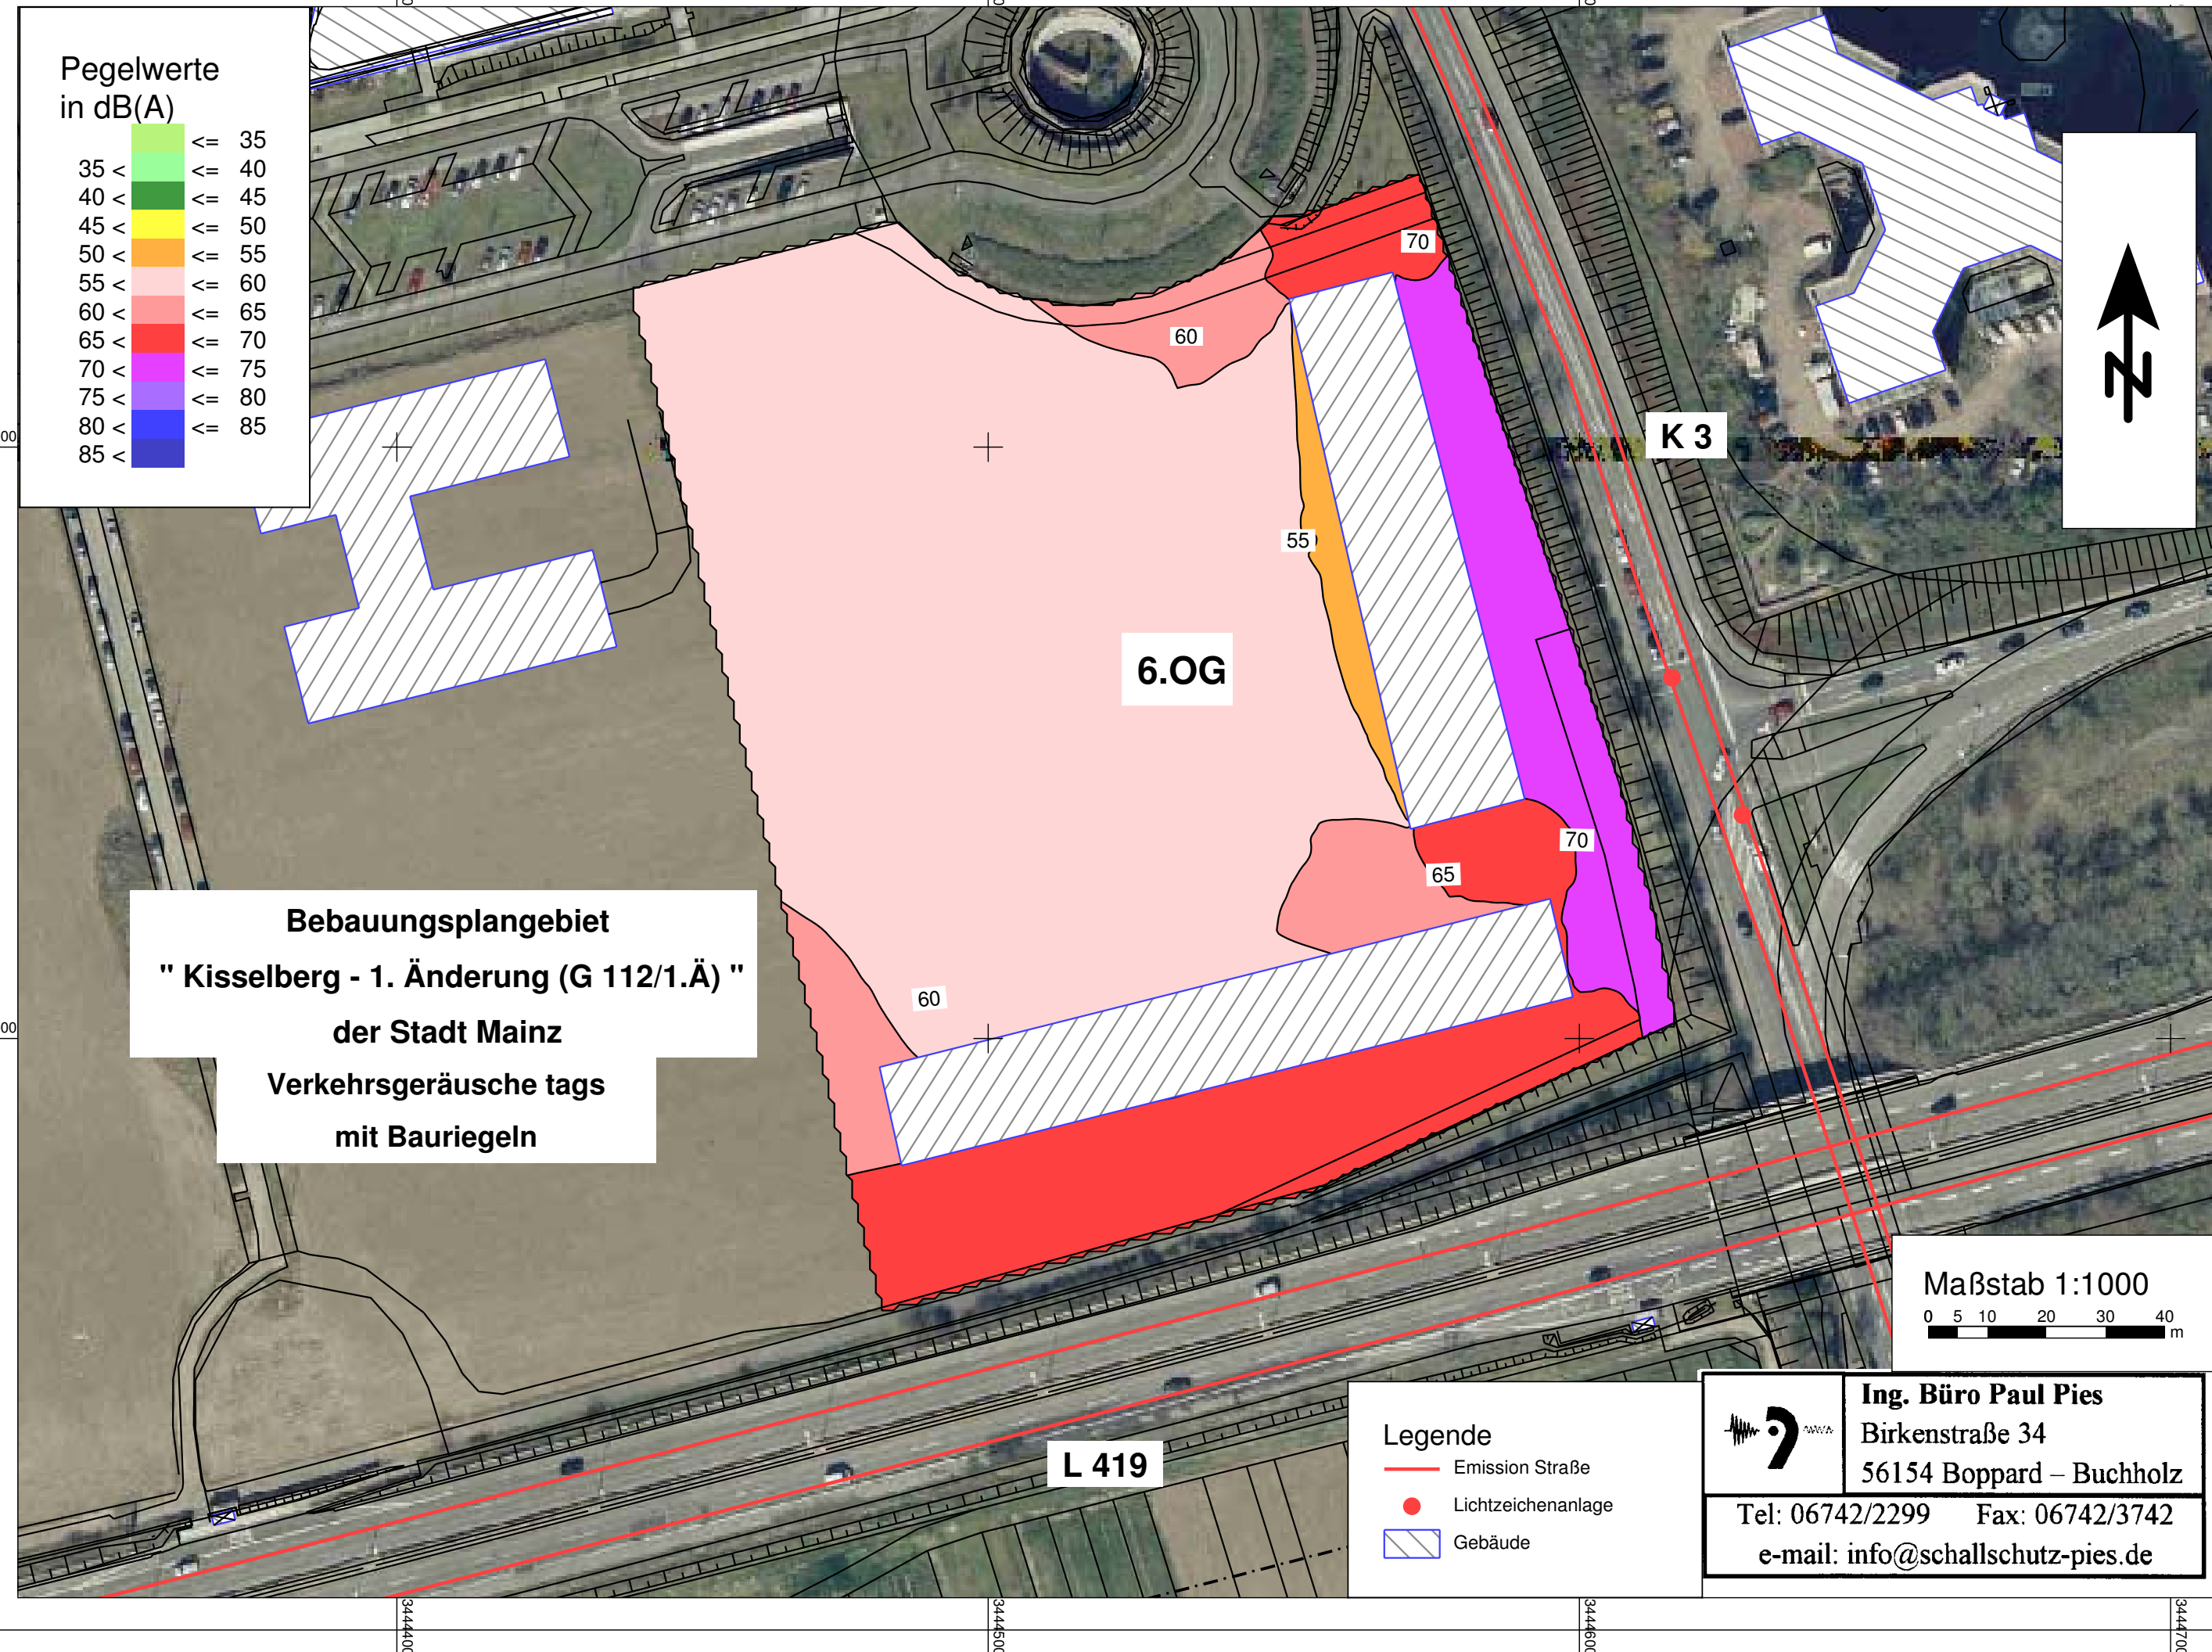 Pegelwerte
in dB(A)
<= 35
35 < <= 40
40 < <= 45
45 < <= 50
50 < <= 55
55 < <= 60
60 < <= 65
65 < <= 70
70 < <= 75
75 < <= 80
80 < <= 85
85 <
70
60
K 3
N
55
6.OG
70
65
60
Bebauungsplangebiet
" Kisselberg - 1. Änderung (G 112/1.Ä) "
der Stadt Mainz
Verkehrsgeräusche tags
mit Bauriegeln
L 419
Maßstab 1:1000
0 5 10 20 30 40
m
Legende
Emission Straße
Lichtzeichenanlage
Gebäude
Ing. Büro Paul Pies
Birkenstraße 34
56154 Boppard – Buchholz
Tel: 06742/2299 Fax: 06742/3742
e-mail: info@schallschutz-pies.de